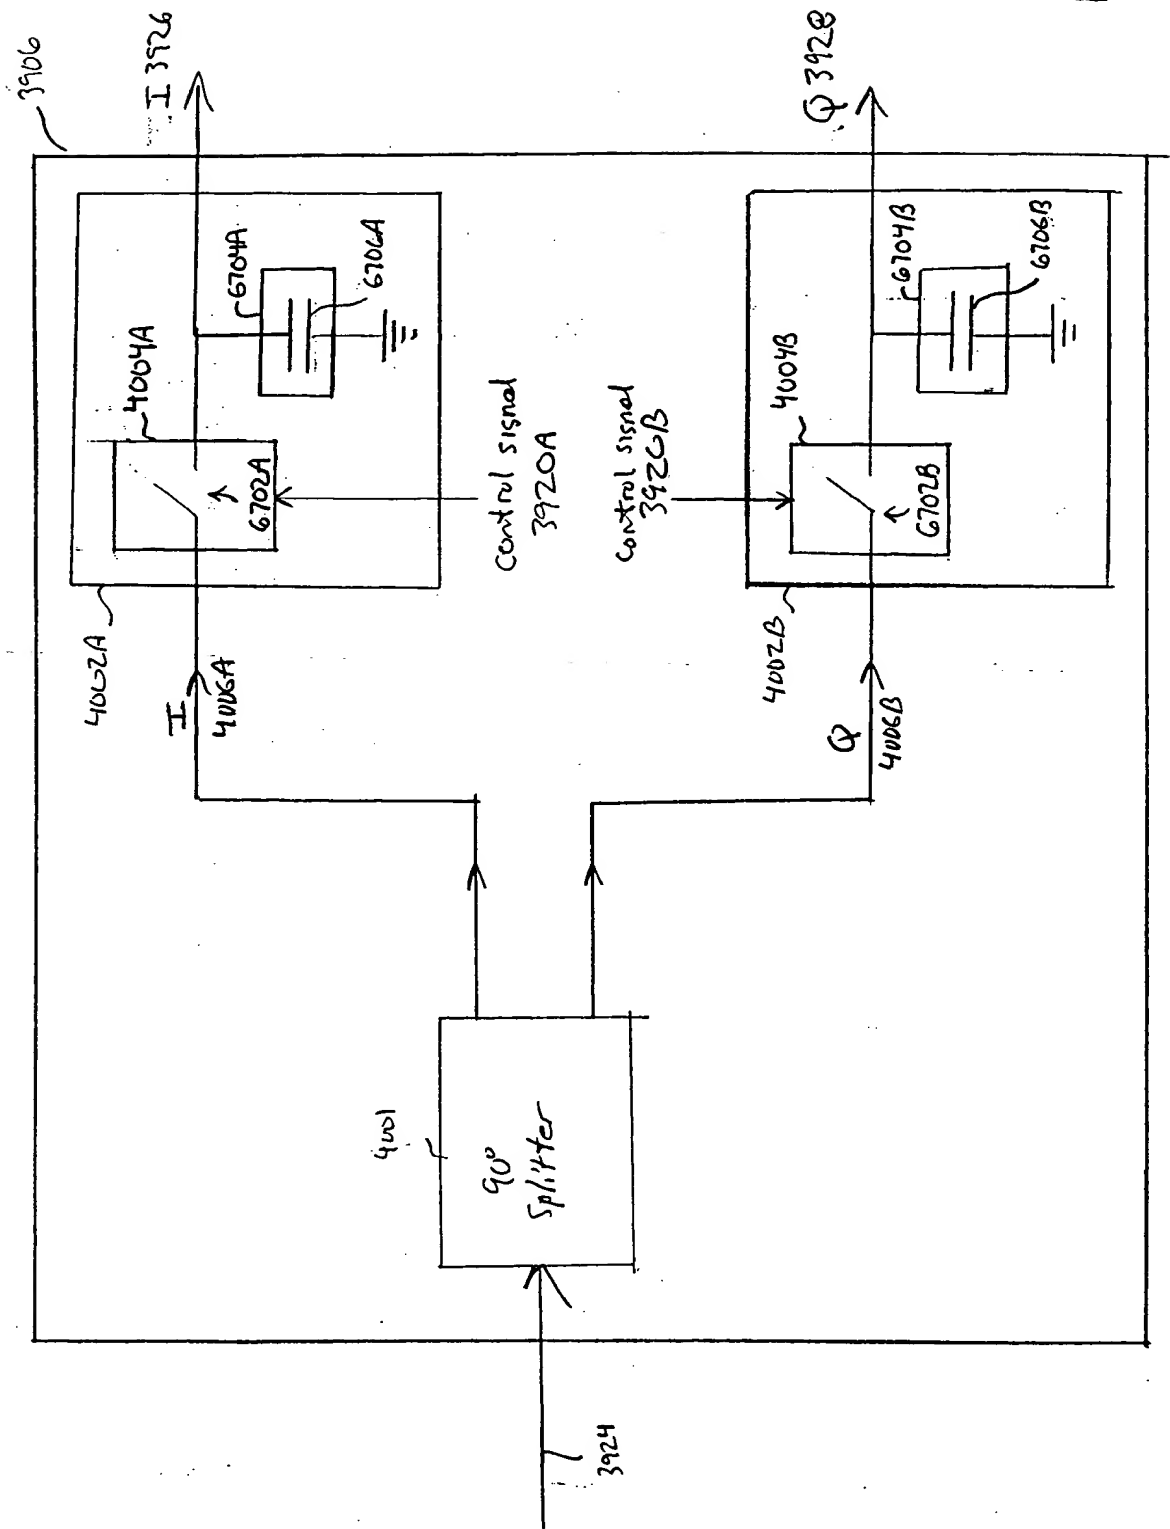 3906
I 3926
4002A
I
4006A
4004A
6702A
6704A
6706A
control signal
3920A
3924
4001
90°
splitter
control signal
3920B
Q 3928
4002B
Q
4006B
4004B
6702B
6704B
6706B